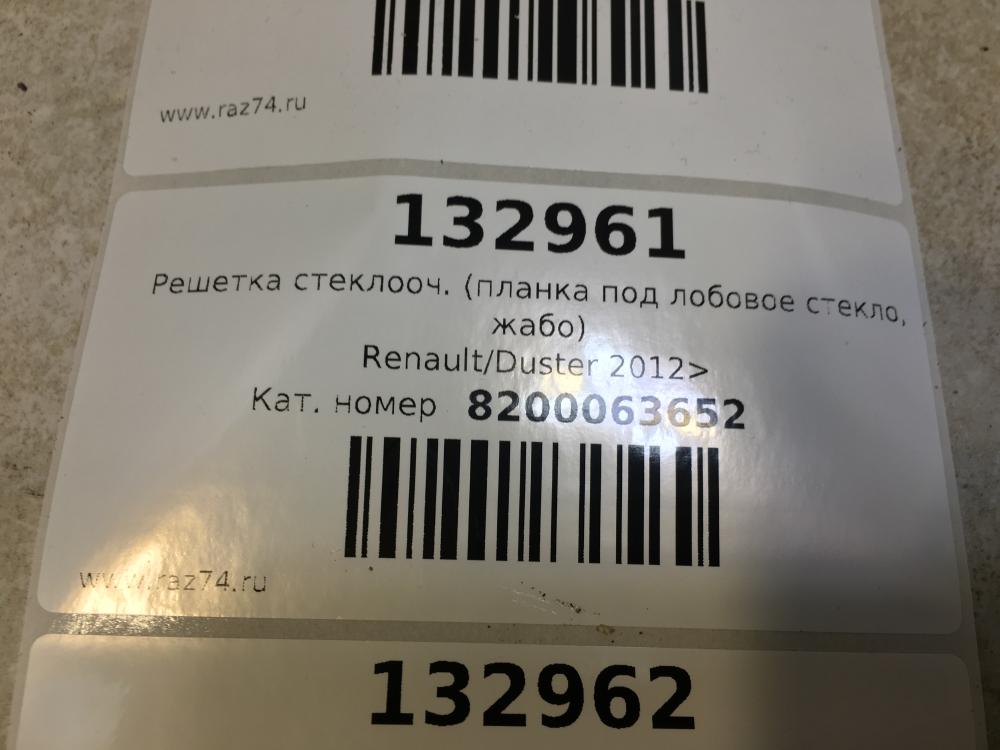 www.raz74.ru
132961
Решетка стеклооч. (планка под лобовое стекло,
жабо)
Renault/Duster 2012>
Кат. номер 8200063652
www.raz74.ru
132962